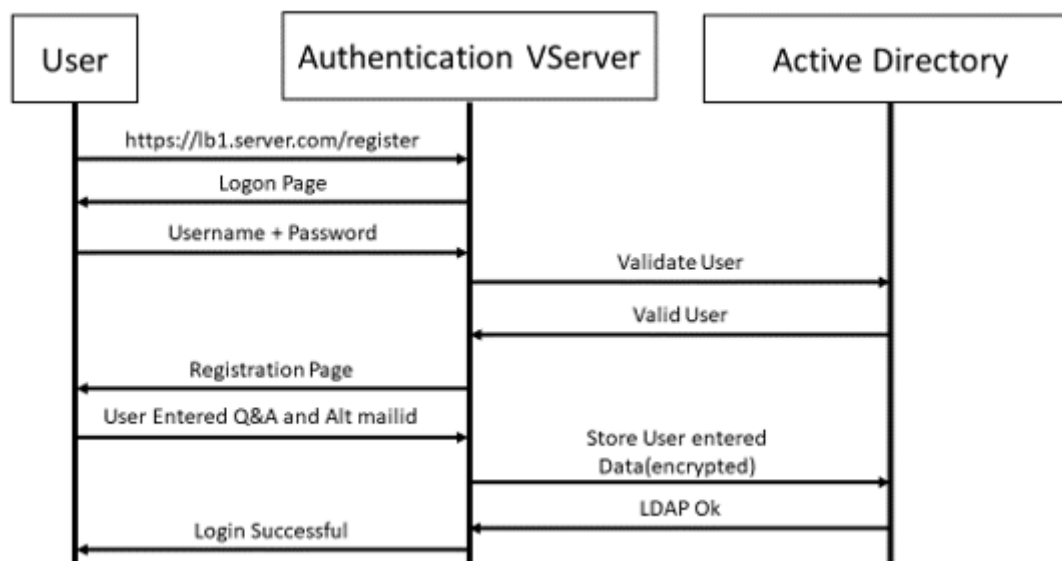 User
Authentication VServer
Active Directory
https://lb1.server.com/register
Logon Page
Username + Password
Validate User
Valid User
Registration Page
User Entered Q&A and Alt mailid
Store User entered
Data(encrypted)
LDAP Ok
Login Successful